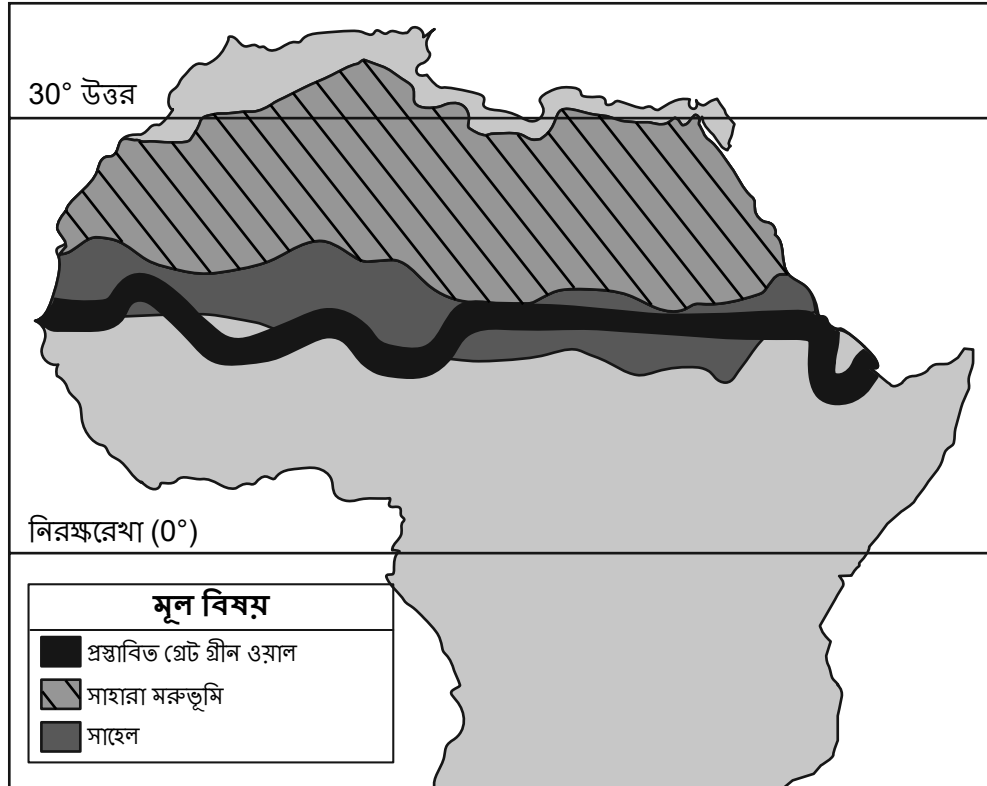 30° উত্তর
নিরক্ষরেখা (0°)
মূল বিষয়
প্রস্তাবিত গ্রেট গ্রীন ওয়াল
সাহারা মরুভূমি
সাহেল